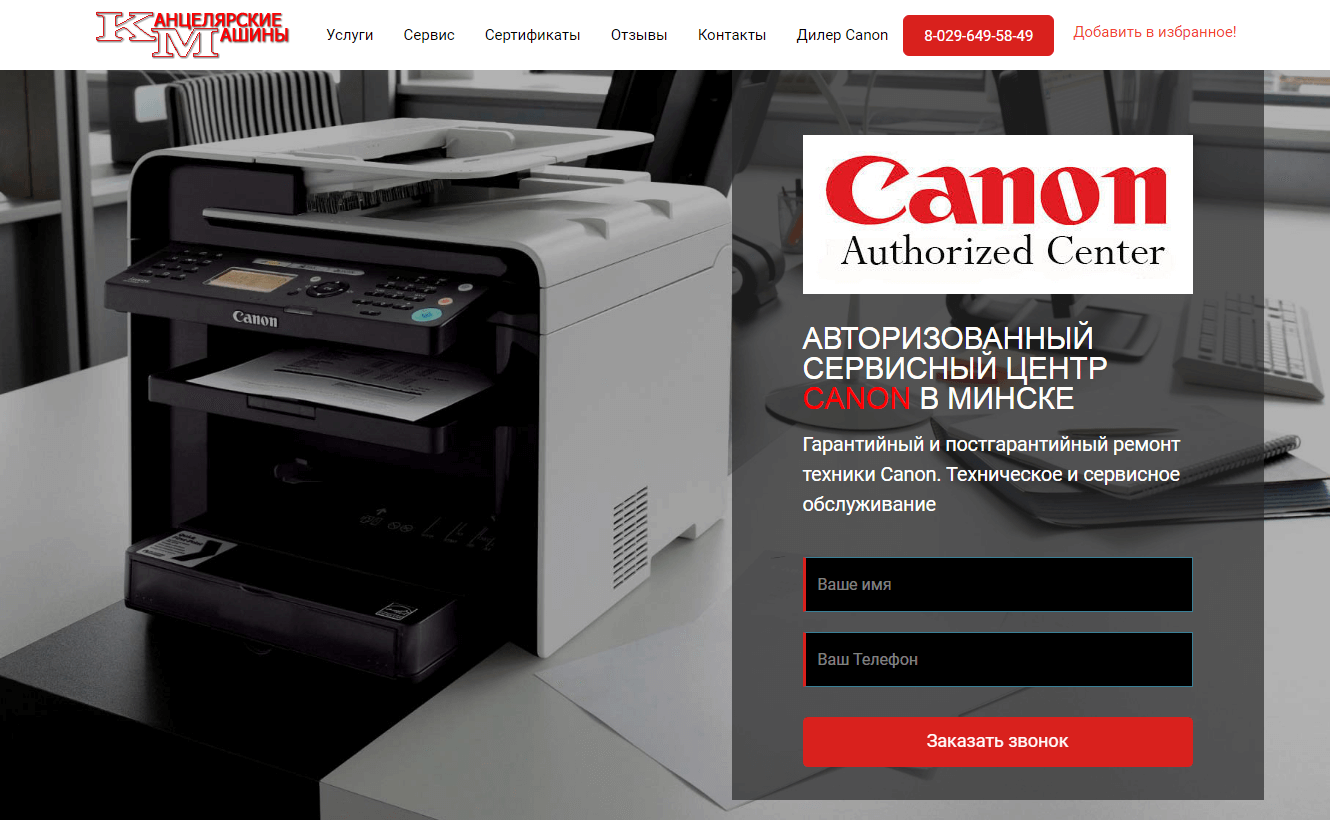 КАНЦЕЛЯРСКИЕ
МАШИНЫ
Услуги
Сервис
Сертификаты
Отзывы
Контакты
Дилер Canon
8-029-649-58-49
Добавить в избранное!
Canon
Canon
Authorized Center
АВТОРИЗОВАННЫЙ
СЕРВИСНЫЙ ЦЕНТР
CANON В МИНСКЕ
Гарантийный и постгарантийный ремонт
техники Canon. Техническое и сервисное
обслуживание
Ваше имя
Ваш Телефон
Заказать звонок